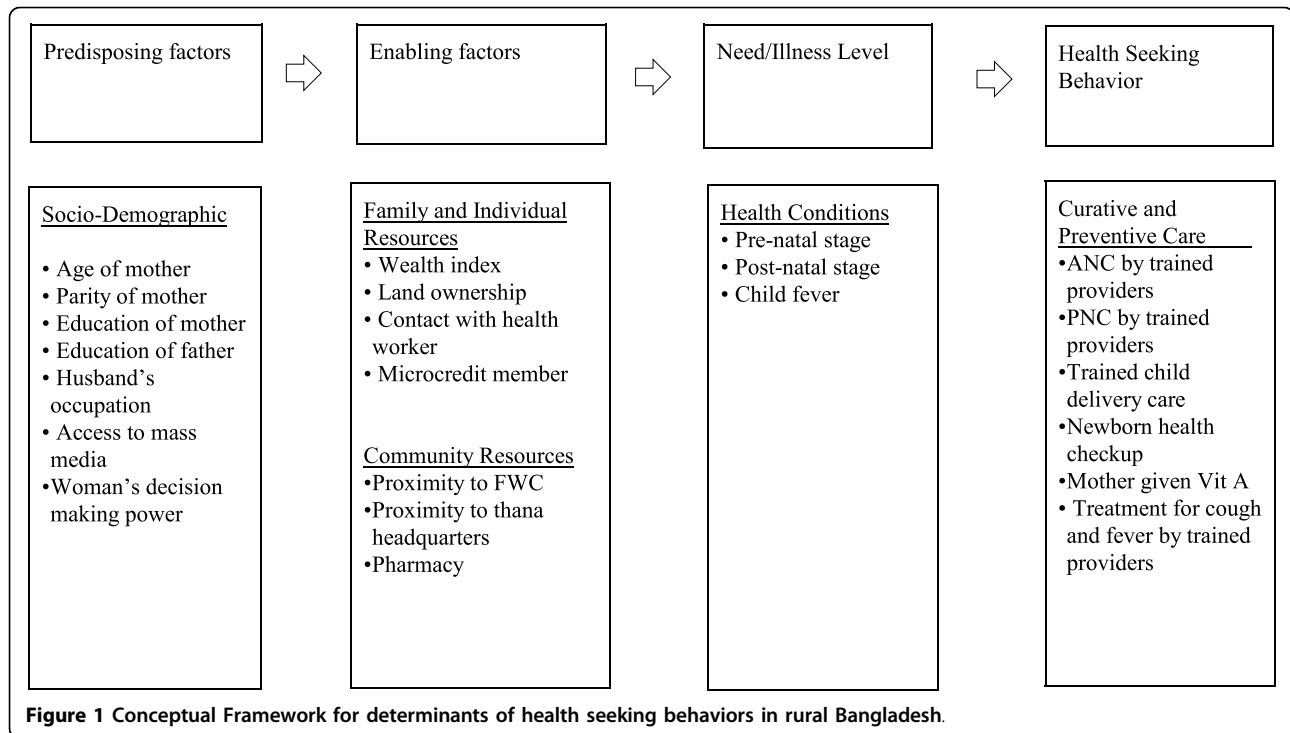 Predisposing factors
Enabling factors
Need/Illness Level
Health Seeking
Behavior
Socio-Demographic
• Age of mother
• Parity of mother
• Education of mother
• Education of father
• Husband's
occupation
• Access to mass
media
•Woman's decision
making power
Family and Individual
Resources
• Wealth index
• Land ownership
• Contact with health
worker
• Microcredit member
Community Resources
•Proximity to FWC
•Proximity to thana
headquarters
•Pharmacy
Health Conditions
• Pre-natal stage
• Post-natal stage
• Child fever
Curative and
Preventive Care
•ANC by trained
providers
•PNC by trained
providers
•Trained child
delivery care
•Newborn health
checkup
•Mother given Vit A
• Treatment for cough
and fever by trained
providers
Figure 1 Conceptual Framework for determinants of health seeking behaviors in rural Bangladesh.